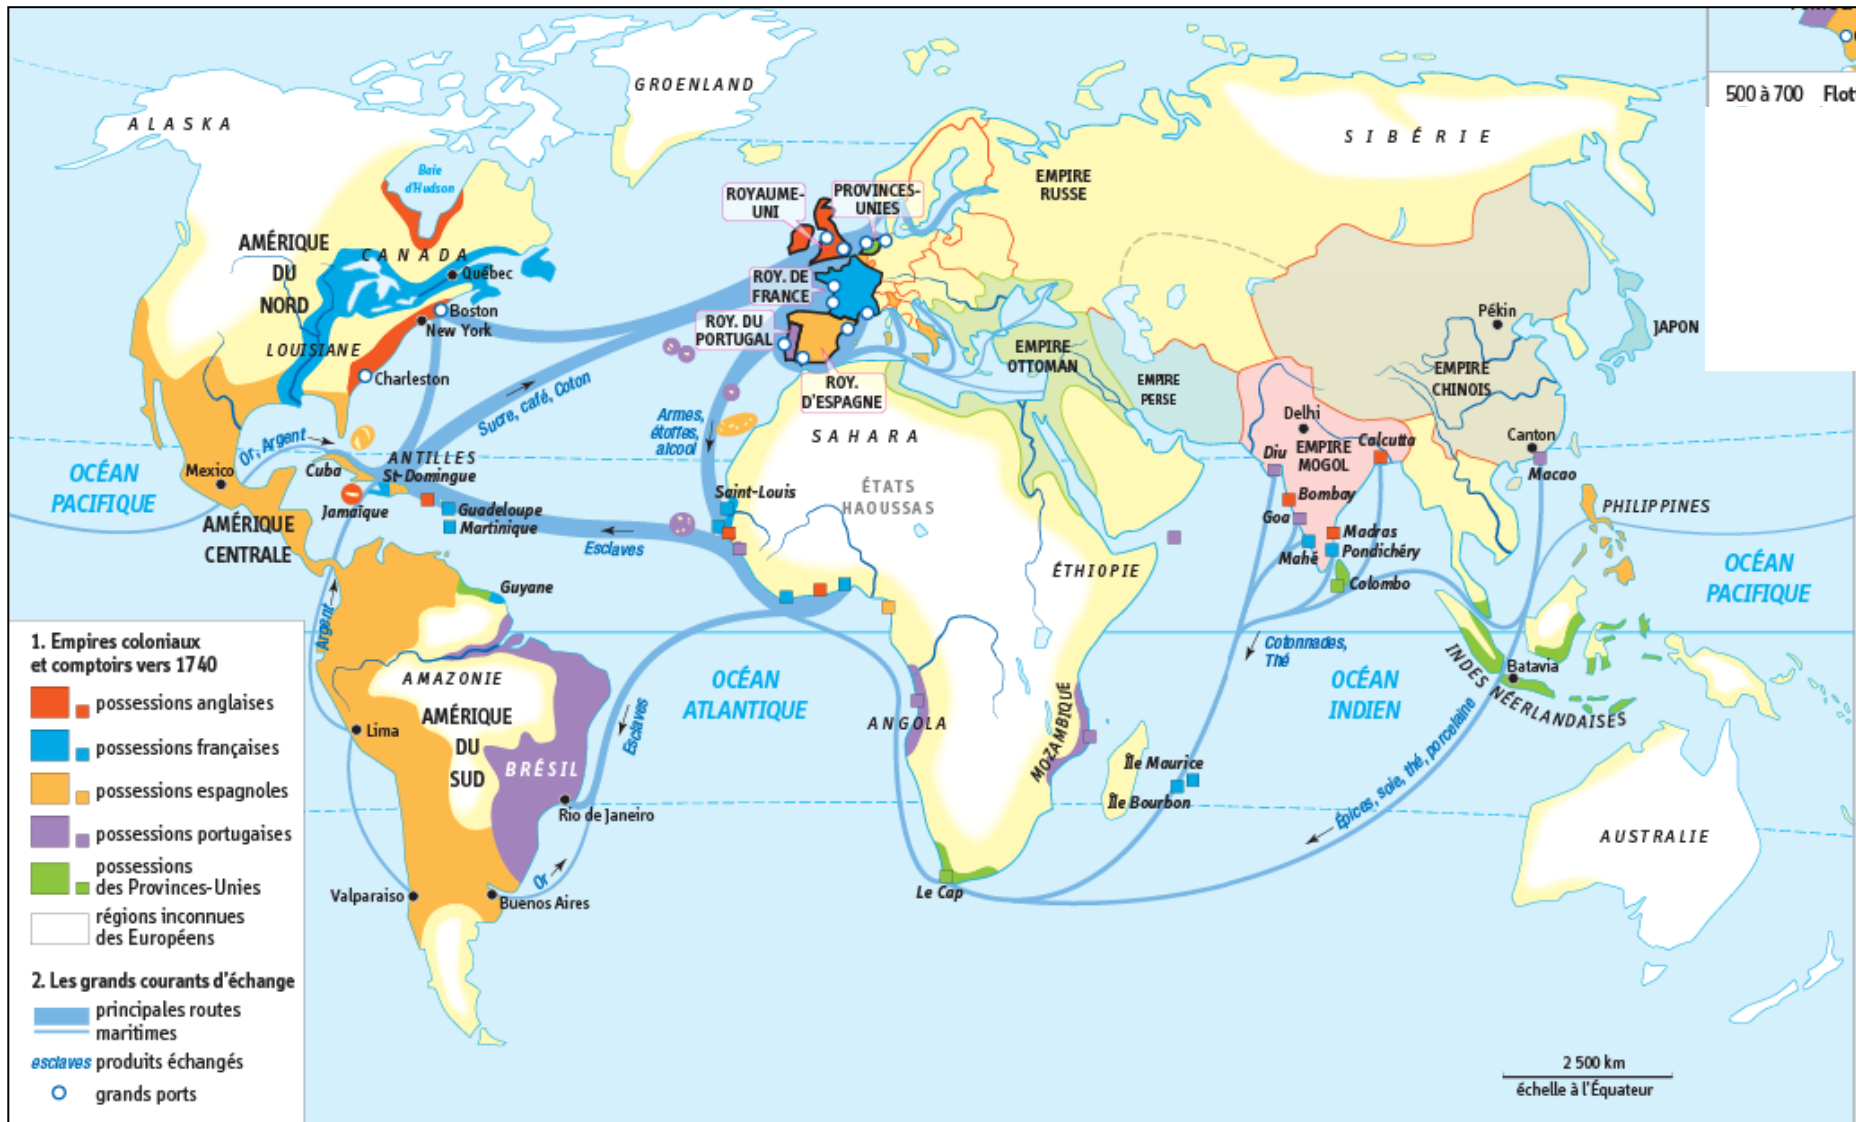 500 à 700 Flot
GROENLAND
ALASKA
SIBÉRIE
Baie
d'Hudson
EMPIRE
RUSSE
ROYAUME-
UNI
PROVINCES-
UNIES
AMÉRIQUE
DU
NORD
CANADA
Québec
ROY. DE
FRANCE
Boston
New York
ROY. DU
PORTUGAL
LOUISIANE
Charleston
ROY.
D'ESPAGNE
EMPIRE
OTTOMAN
EMPIRE
PERSE
Pékin
JAPON
EMPIRE
CHINOIS
Sucre, café, Coton
Armes,
étoffes,
alcool
SAHARA
Delhi
EMPIRE
MOGOL
Diu
Calcutta
Canton
Macao
Or, Argent
OCÉAN
PACIFIQUE
Mexico
Cuba
ANTILLES
St-Domingue
Jamaïque
Guadeloupe
Martinique
Saint-Louis
ÉTATS
HAOUSSAS
Bombay
Goa
Madras
Mahé
Pondichéry
Colombo
PHILIPPINES
AMÉRIQUE
CENTRALE
Esclaves
ÉTHIOPIE
OCÉAN
PACIFIQUE
Guyane
Argent
AMAZONIE
AMÉRIQUE
DU
SUD
BRÉSIL
Lima
Rio de Janeiro
Valparaiso
Buenos Aires
Or
Esclaves
OCÉAN
ATLANTIQUE
ANGOLA
MOZAMBIQUE
Île Maurice
Île Bourbon
Le Cap
Cotonnades,
Thé
OCÉAN
INDIEN
Batavia
INDES NÉERLANDAISES
Épices, soie, thé, porcelaine
AUSTRALIE
1. Empires coloniaux
et comptoirs vers 1740
possessions anglaises
possessions françaises
possessions espagnoles
possessions portugaises
possessions
des Provinces-Unies
régions inconnues
des Européens
2. Les grands courants d'échange
principales routes
maritimes
esclaves produits échangés
grands ports
2 500 km
échelle à l'Équateur